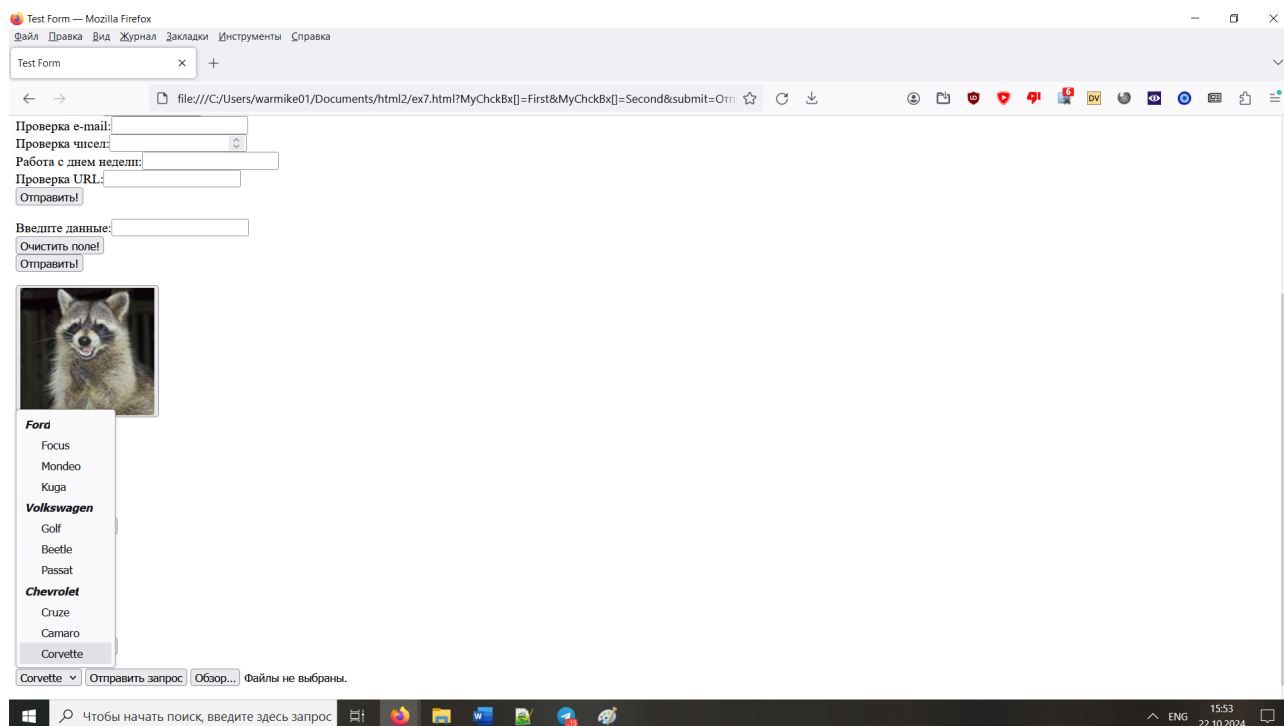 Test Form — Mozilla Firefox
Файл Правка Вид Журнал Закладки Инструменты Справка
Test Form
file:///C:/Users/warmike01/Documents/html2/ex7.html?MyChckBx[]=First&MyChckBx[]=Second&submit=Отп
6
DV
Проверка e-mail:
Проверка чисел:
Работа с днем недели:
Проверка URL:
Отправить!
Введите данные:
Очистить поле!
Отправить!
Ford
Focus
Mondeo
Kuga
Volkswagen
Golf
Beetle
Passat
Chevrolet
Cruze
Camaro
Corvette
Corvette Отправить запрос Обзор... Файлы не выбраны.
Чтобы начать поиск, введите здесь запрос
15
ENG
15:53
22.10.2024